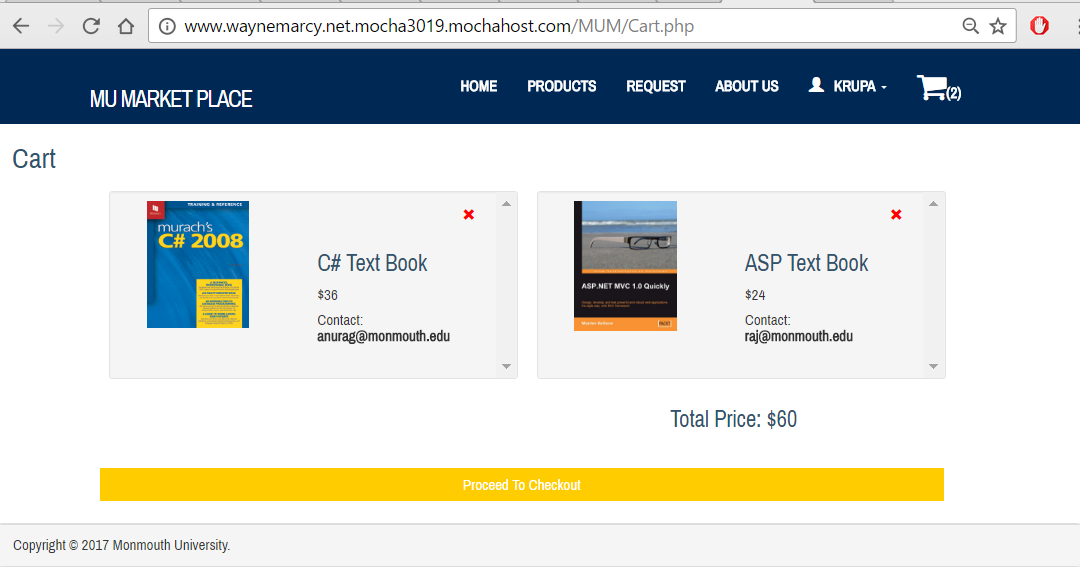 www.waynemarcy.net.mocha3019.mochahost.com/MUM/Cart.php
MU MARKET PLACE
HOME
PRODUCTS
REQUEST
ABOUT US
KRUPA
(2)
Cart
TRAINING & REFERENCE
murach's
C# 2008
C# Text Book
$36
Contact:
anurag@monmouth.edu
ASP.NET MVC 1.0 Quickly
ASP Text Book
$24
Contact:
raj@monmouth.edu
Total Price: $60
Proceed To Checkout
Copyright © 2017 Monmouth University.